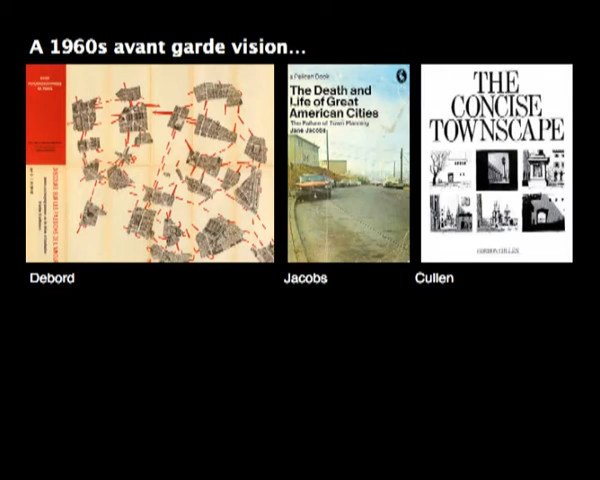 A 1960s avant garde vision...
a Pelican Book
The Death and
Life of Great
American Cities
The Failure of Town Planning
Jane Jacobs
THE
CONCISE
TOWNSCAPE
GORDON CULLEN
Debord
Jacobs
Cullen